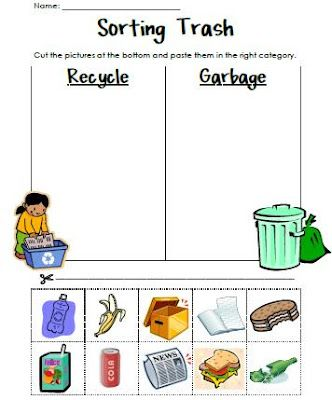 Name:
Sorting Trash
Cut the pictures at the bottom and paste them in the right category.
Recycle
Garbage
COLA
NEWS